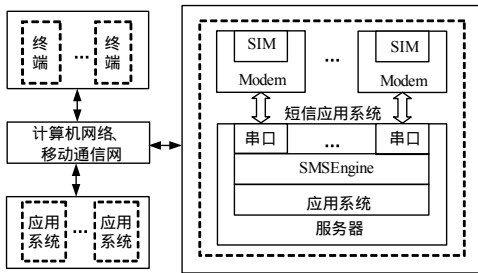 终端 ... 终端
计算机网络、
移动通信网
应用系统 ... 应用系统
SIM ... SIM
Modem Modem
短信应用系统
串口 ... 串口
SMSEngine
应用系统
服务器